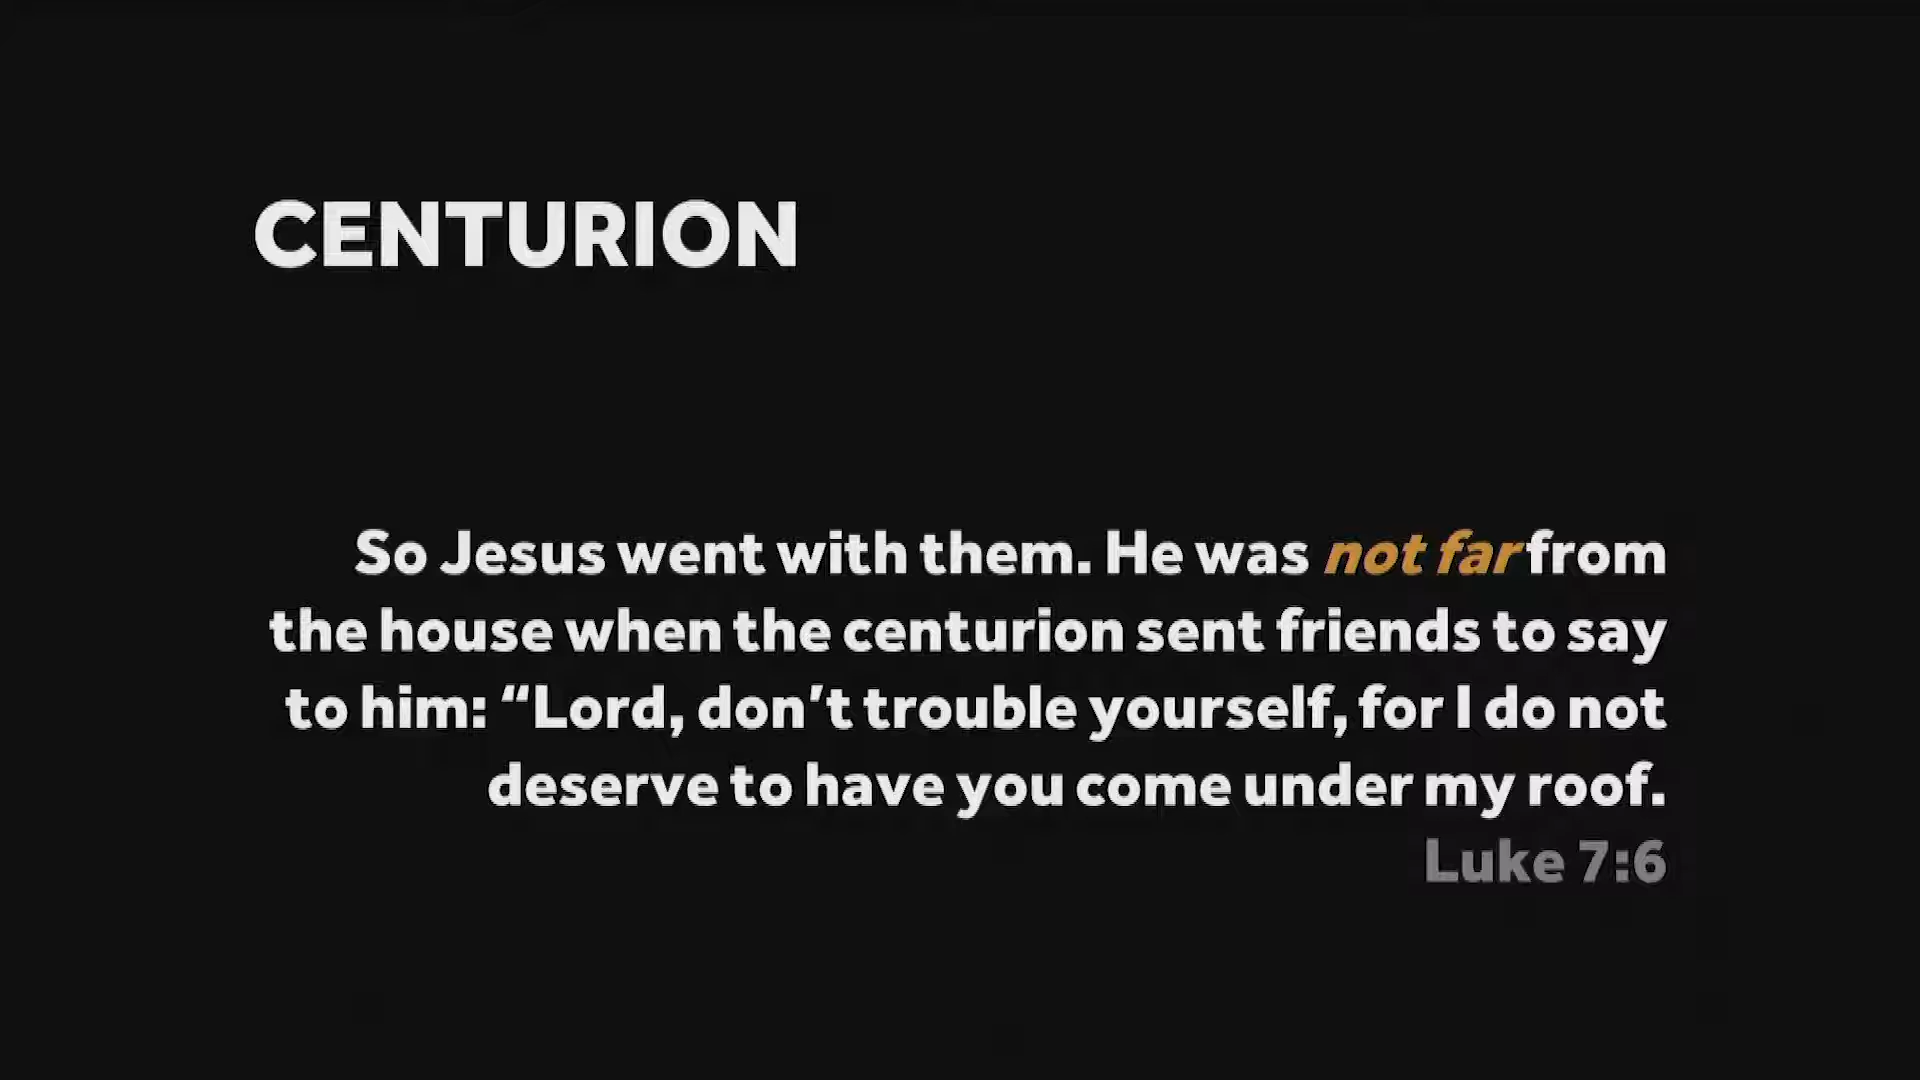 CENTURION
So Jesus went with them. He was not far from
the house when the centurion sent friends to say
to him: “Lord, don’t trouble yourself, for I do not
deserve to have you come under my roof.
Luke 7:6